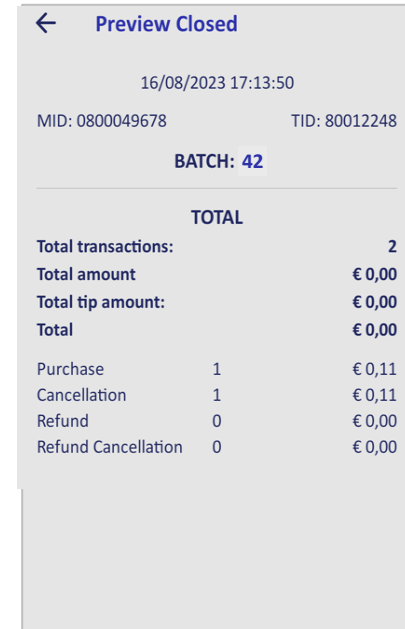 Preview Closed
16/08/2023 17:13:50
MID: 0800049678 TID: 80012248
BATCH: 42
TOTAL
Total transactions: 2
Total amount € 0,00
Total tip amount: € 0,00
Total € 0,00
Purchase 1 € 0,11
Cancellation 1 € 0,11
Refund 0 € 0,00
Refund Cancellation 0 € 0,00